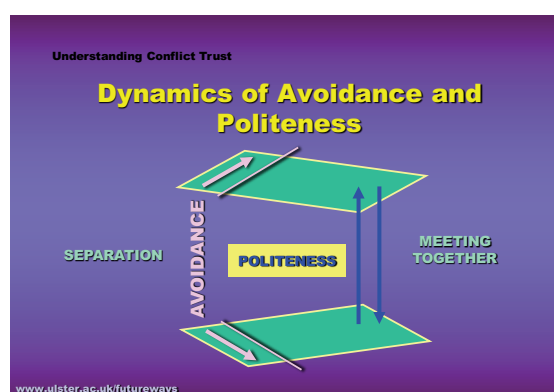 Understanding Conflict Trust
Dynamics of Avoidance and
Politeness
SEPARATION
AVOIDANCE
POLITENESS
MEETING
TOGETHER
www.ulster.ac.uk/futureways